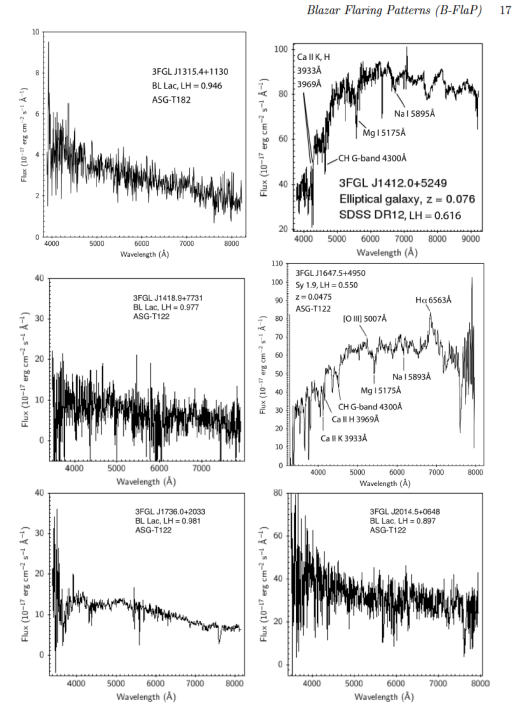 Blazar Flaring Patterns (B-FlaP) 17
10
8
6
4
2
0
4000 5000 6000 7000 8000
Wavelength (Å)
Flux (10⁻¹⁷ erg cm⁻² s⁻¹ Å⁻¹)
3FGL J1315.4+1130
BL Lac, LH = 0.946
ASG-T182
100
80
60
40
20
4000 5000 6000 7000 8000 9000
Wavelength (Å)
Flux (10⁻¹⁷ erg cm⁻² s⁻¹ Å⁻¹)
Ca II K, H
3933Å
3969Å
Na I 5895Å
Mg I 5175Å
CH G-band 4300Å
3FGL J1412.0+5249
Elliptical galaxy, z = 0.076
SDSS DR12, LH = 0.616
40
30
20
10
0
4000 5000 6000 7000
Wavelength (Å)
Flux (10⁻¹⁷ erg cm⁻² s⁻¹ Å⁻¹)
3FGL J1418.9+7731
BL Lac, LH = 0.977
ASG-T122
110
100
90
80
70
60
50
40
30
20
10
0
4000 5000 6000 7000 8000
Wavelength (Å)
Flux (10⁻¹⁷ erg cm⁻² s⁻¹ Å⁻¹)
3FGL J1647.5+4950
Sy 1.9, LH = 0.550
z = 0.0475
ASG-T122
Hα 6563Å
[O III] 5007Å
Na I 5893Å
Mg I 5175Å
CH G-band 4300Å
Ca II H 3969Å
Ca II K 3933Å
40
30
20
10
0
4000 5000 6000 7000 8000
Wavelength (Å)
Flux (10⁻¹⁷ erg cm⁻² s⁻¹ Å⁻¹)
3FGL J1736.0+2033
BL Lac, LH = 0.981
ASG-T122
80
60
40
20
0
4000 5000 6000 7000 8000
Wavelength (Å)
Flux (10⁻¹⁷ erg cm⁻² s⁻¹ Å⁻¹)
3FGL J2014.5+0648
BL Lac, LH = 0.897
ASG-T122